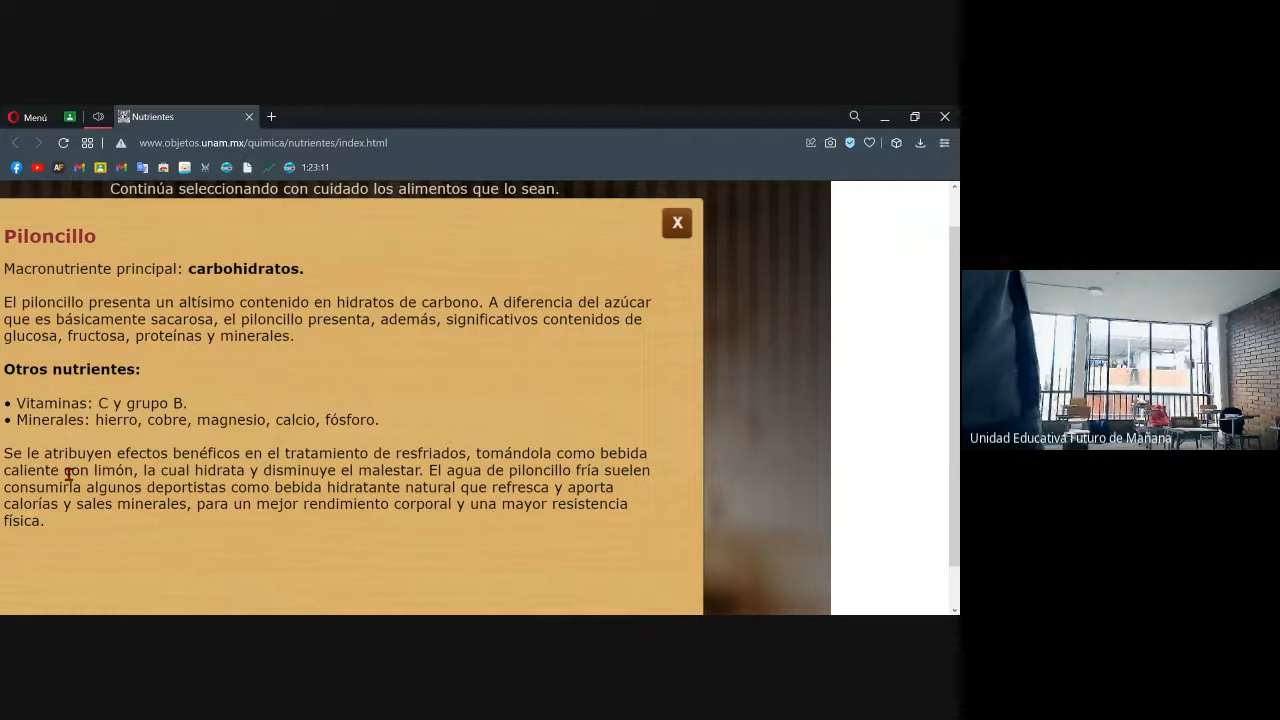 Menú
Nutrientes
www.objetos.unam.mx/quimica/nutrientes/index.html
AF
1:23:11
Continúa seleccionando con cuidado los alimentos que lo sean.
X
Piloncillo
Macronutriente principal: carbohidratos.
El piloncillo presenta un altísimo contenido en hidratos de carbono. A diferencia del azúcar
que es básicamente sacarosa, el piloncillo presenta, además, significativos contenidos de
glucosa, fructosa, proteínas y minerales.
Otros nutrientes:
• Vitaminas: C y grupo B.
• Minerales: hierro, cobre, magnesio, calcio, fósforo.
Se le atribuyen efectos benéficos en el tratamiento de resfriados, tomándola como bebida
caliente con limón, la cual hidrata y disminuye el malestar. El agua de piloncillo fría suelen
consumirla algunos deportistas como bebida hidratante natural que refresca y aporta
calorías y sales minerales, para un mejor rendimiento corporal y una mayor resistencia
física.
Unidad Educativa Futuro de Mañana